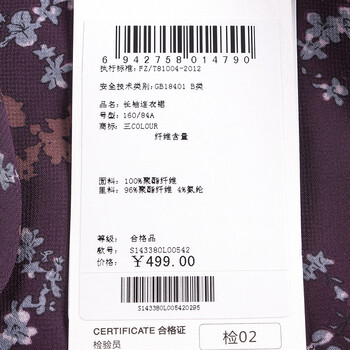 6 942758 014790
执行标准: FZ/T81004-2012
安全技术类别: GB18401 B类
品名: 长袖连衣裙
号型: 160/84A
商标: 三COLOUR
纤维含量
面料: 100%聚酯纤维
里料: 96%聚酯纤维 4%氨纶
等级: 合格品
款号: S143380L00542
价格: ¥499.00
S143380L005420295
CERTIFICATE 合格证
检验员
检02